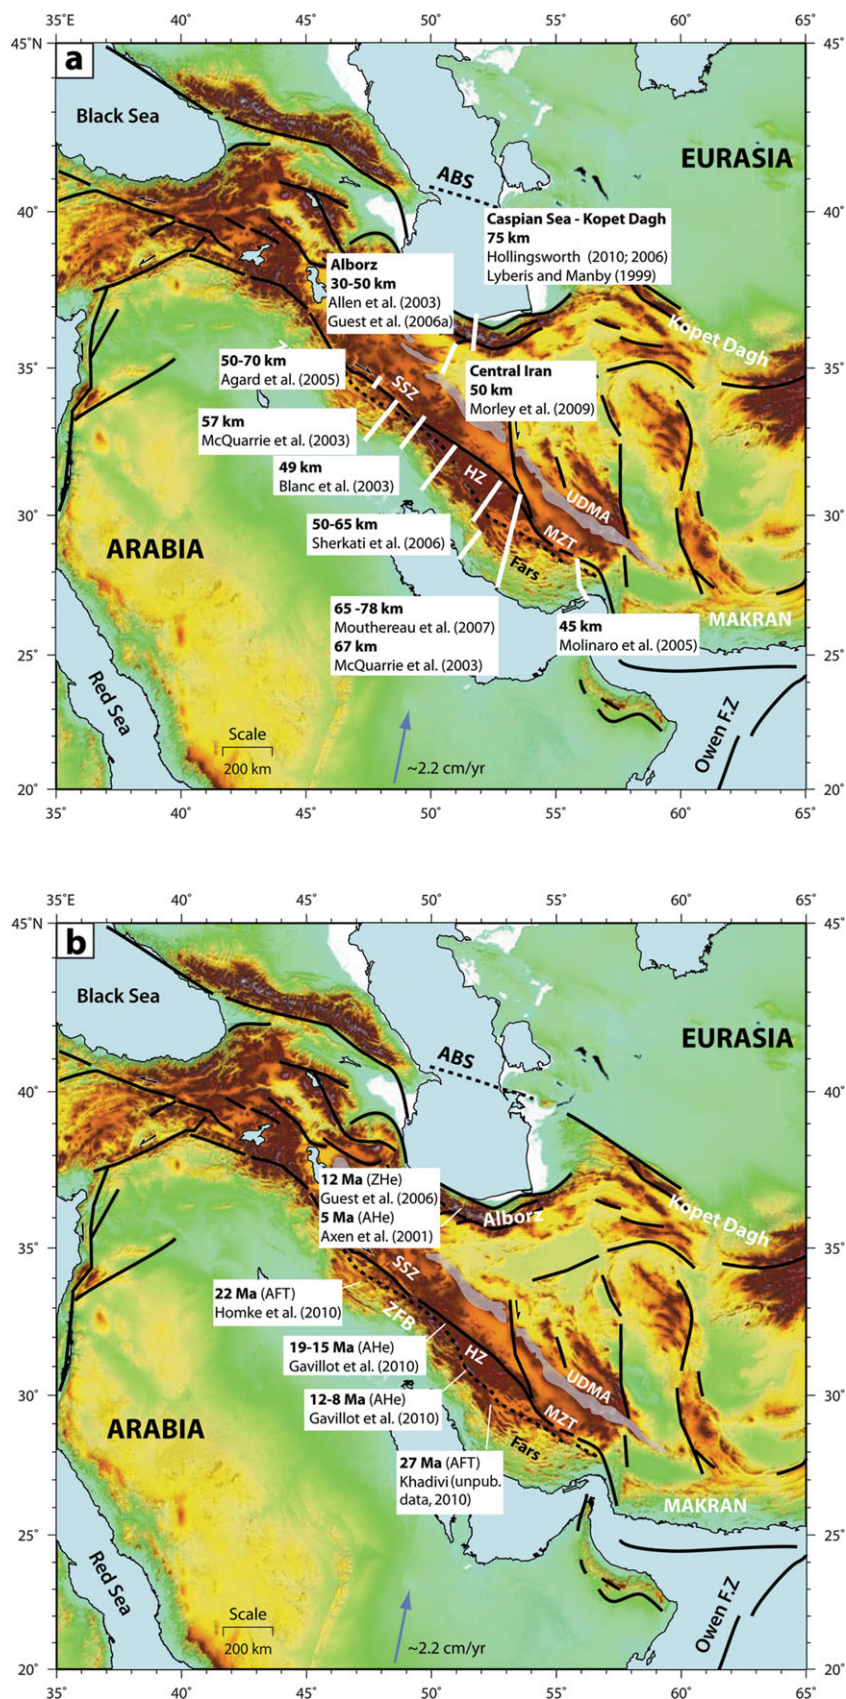 35°E 40° 45° 50° 55° 60° 65°
45°N 45°
a
Black Sea
EURASIA
ABS
40° 40°
Caspian Sea - Kopet Dagh
75 km
Hollingsworth (2010; 2006)
Lyberis and Manby (1999)
Alborz
30-50 km
Allen et al. (2003)
Guest et al. (2006a)
Kopet Dagh
35° 35°
50-70 km
Agard et al. (2005)
SSZ
Central Iran
50 km
Morley et al. (2009)
57 km
McQuarrie et al. (2003)
49 km
Blanc et al. (2003)
HZ
UDMA
50-65 km
Sherkati et al. (2006)
MZT
30° 30°
ARABIA
Fars
65 -78 km
Mouthereau et al. (2007)
67 km
McQuarrie et al. (2003)
45 km
Molinaro et al. (2005)
MAKRAN
25° 25°
Red Sea
Scale
200 km
~2.2 cm/yr
Owen F.Z
20° 20°
35° 40° 45° 50° 55° 60° 65°
35°E 40° 45° 50° 55° 60° 65°
45°N 45°
b
Black Sea
EURASIA
ABS
40° 40°
12 Ma (ZHe)
Guest et al. (2006)
5 Ma (AHe)
Axen et al. (2001)
Alborz
Kopet Dagh
35° 35°
SSZ
22 Ma (AFT)
Homke et al. (2010)
ZFB
19-15 Ma (AHe)
Gavillot et al. (2010)
HZ
UDMA
12-8 Ma (AHe)
Gavillot et al. (2010)
MZT
30° 30°
ARABIA
Fars
27 Ma (AFT)
Khadivi (unpub.
data, 2010)
MAKRAN
25° 25°
Red Sea
Scale
200 km
~2.2 cm/yr
Owen F.Z
20° 20°
35° 40° 45° 50° 55° 60° 65°